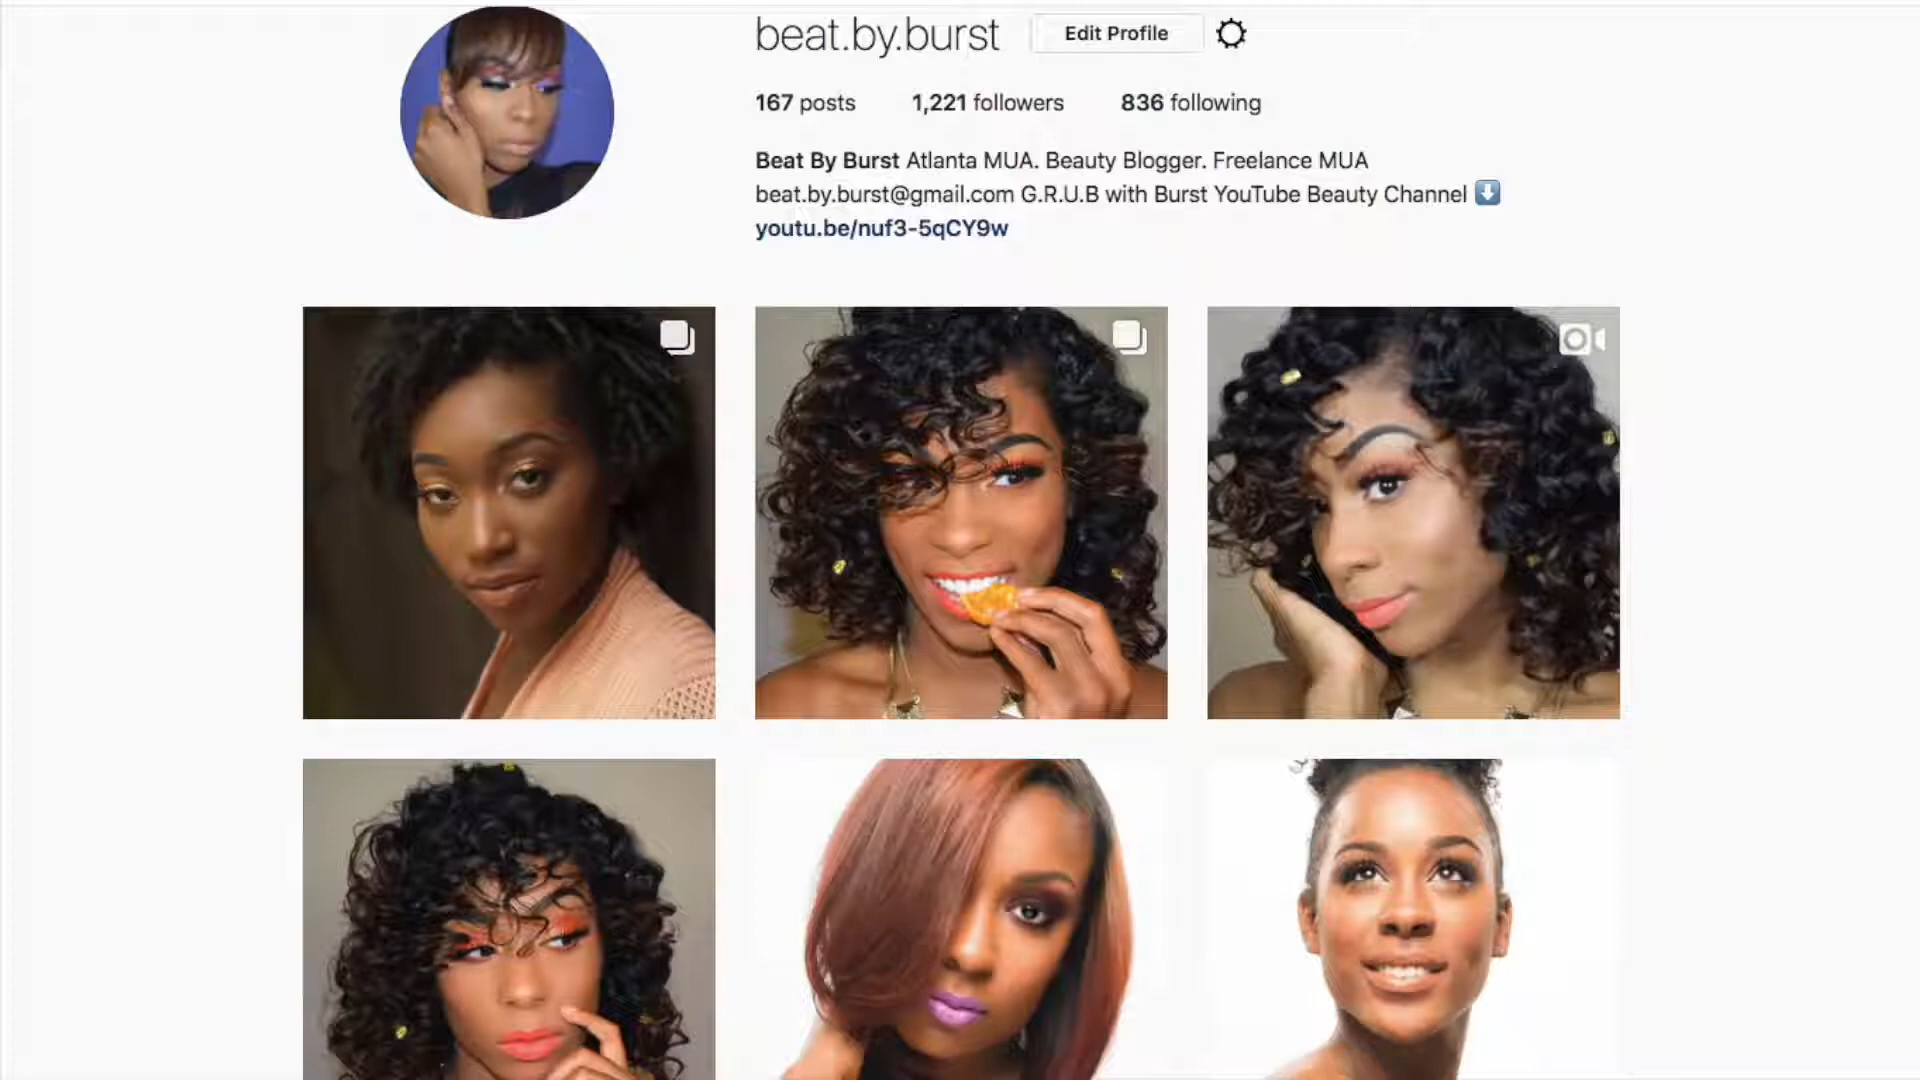 beat.by.burst Edit Profile
167 posts 1,221 followers 836 following
Beat By Burst Atlanta MUA. Beauty Blogger. Freelance MUA
beat.by.burst@gmail.com G.R.U.B with Burst YouTube Beauty Channel ⬇️
youtu.be/nuf3-5qCY9w